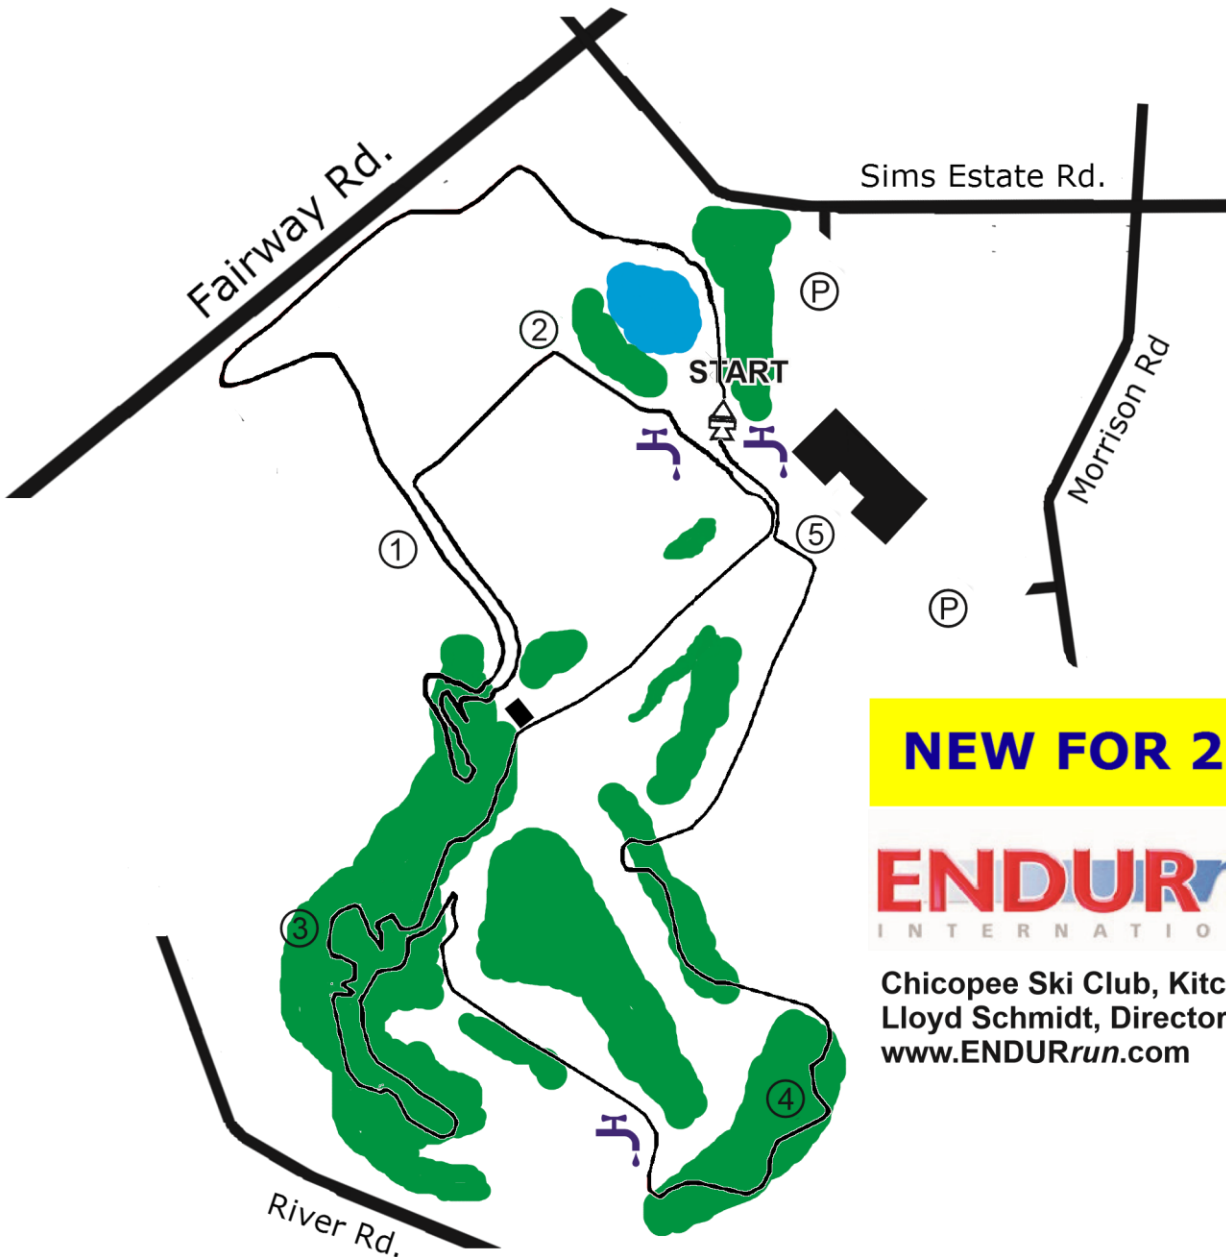 Sims Estate Rd.
Fairway Rd.
P
2
START
Morrison Rd
1
5
P
NEW FOR 2
ENDUR
INTERNATIO
3
Chicopee Ski Club, Kitc
Lloyd Schmidt, Director
www.ENDURrun.com
4
River Rd.